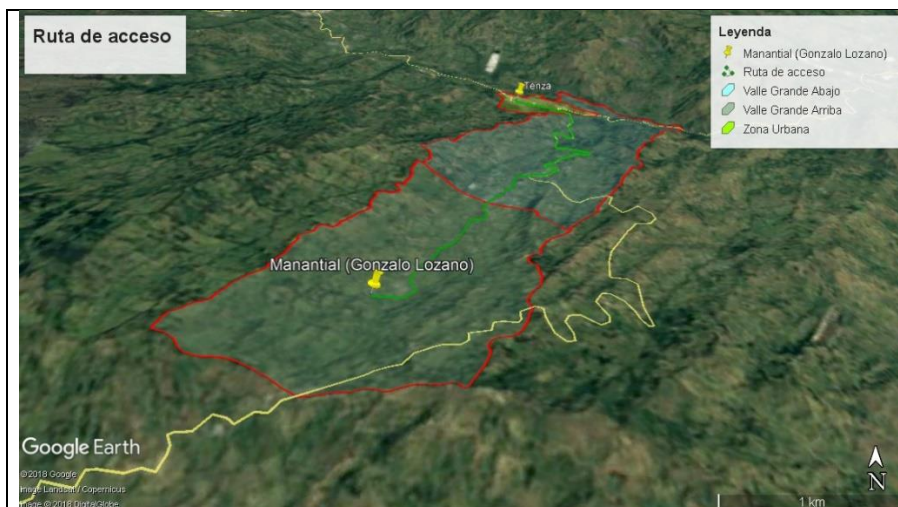 Ruta de acceso
Leyenda
Manantial (Gonzalo Lozano)
Ruta de acceso
Valle Grande Abajo
Valle Grande Arriba
Zona Urbana
Tenza
Manantial (Gonzalo Lozano)
Google Earth
© 2018 Google
Image Landsat / Copernicus
Image © 2018 DigitalGlobe
N
1 km